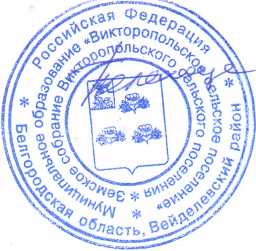 Российская Федерация
* Белгородская область, Вейделевский район *
Муниципальное образование «Викторопольское сельское поселение»
* Земское собрание Викторопольского сельского поселения